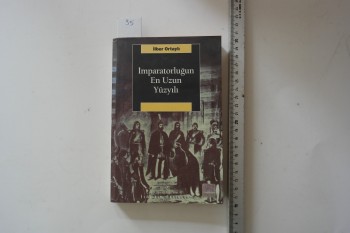 35
İlber Ortaylı
İmparatorluğun
En Uzun
Yüzyılı